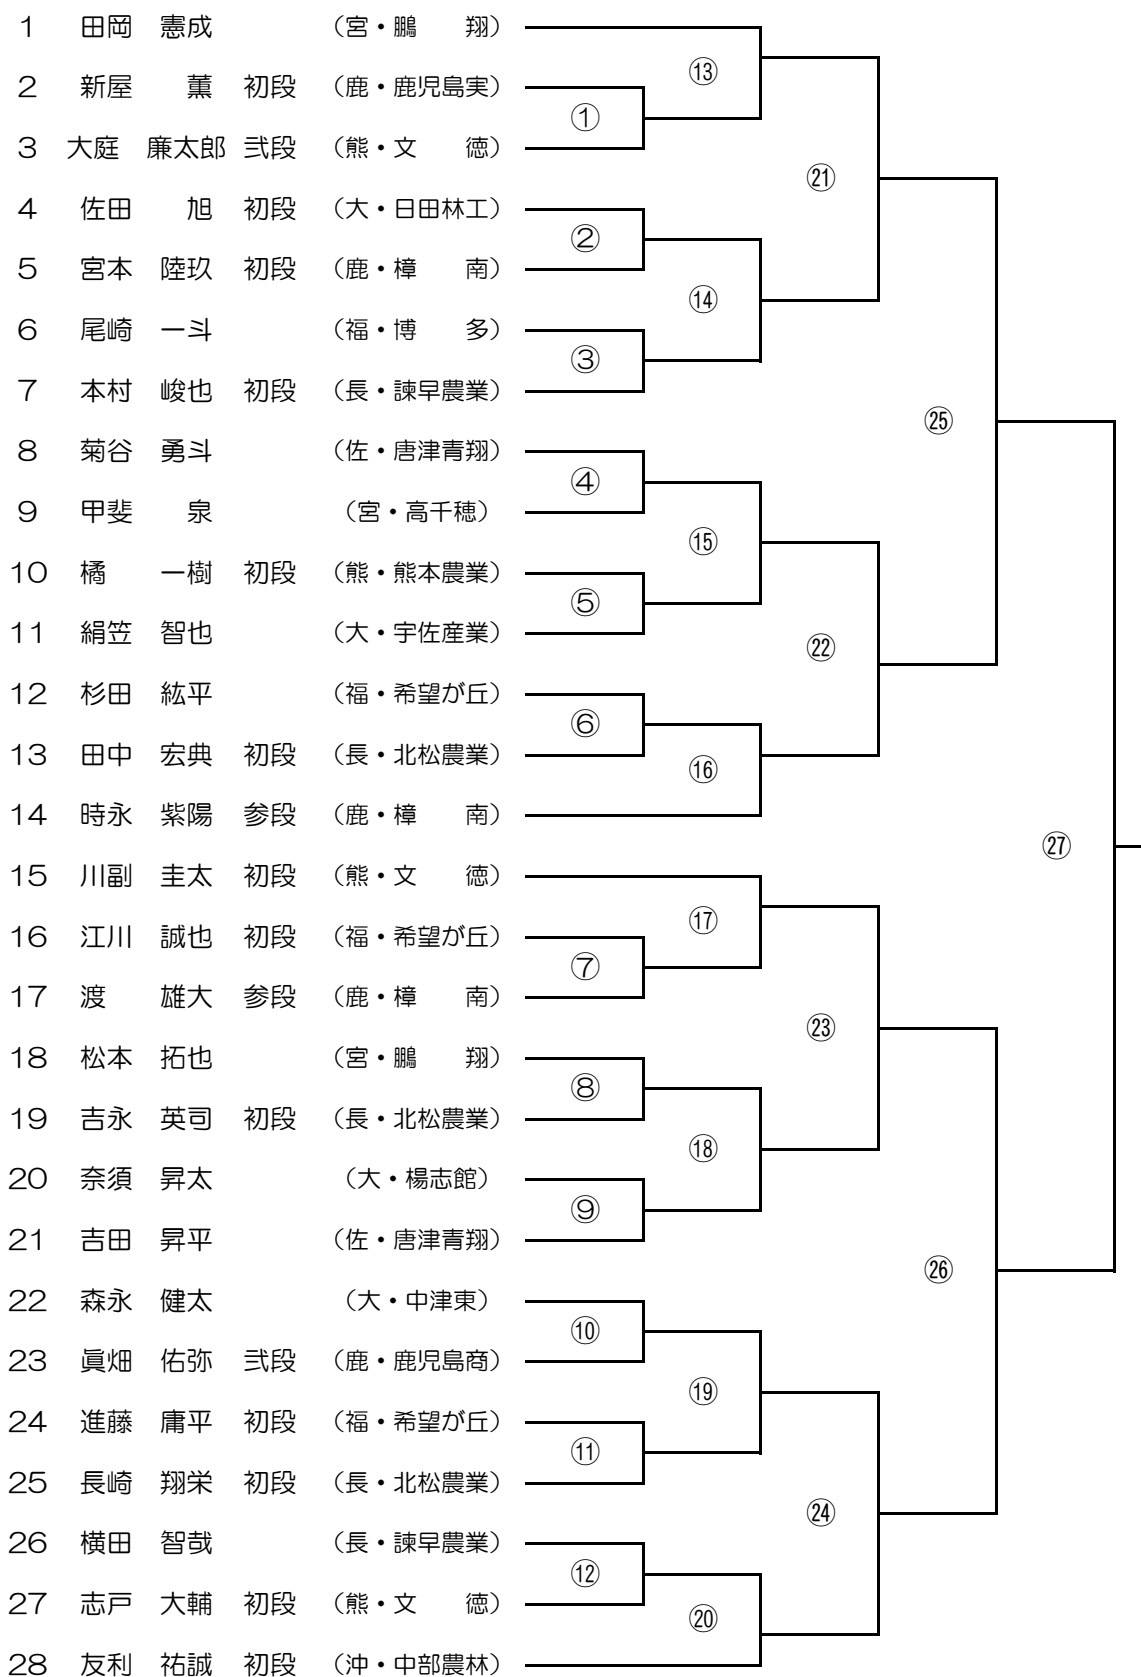 1 田岡 憲成 （宮・鵬 翔）
⑬
2 新屋 薫 初段 （鹿・鹿児島実）
①
3 大庭 廉太郎 弐段 （熊・文 徳）
㉑
4 佐田 旭 初段 （大・日田林工）
②
5 宮本 陸玖 初段 （鹿・樟 南）
⑭
6 尾崎 一斗 （福・博 多）
③
7 本村 峻也 初段 （長・諫早農業）
㉕
8 菊谷 勇斗 （佐・唐津青翔）
④
9 甲斐 泉 （宮・高千穂）
⑮
10 橘 一樹 初段 （熊・熊本農業）
⑤
11 絹笠 智也 （大・宇佐産業）
㉒
12 杉田 紘平 （福・希望が丘）
⑥
13 田中 宏典 初段 （長・北松農業）
⑯
14 時永 紫陽 参段 （鹿・樟 南）
㉗
15 川副 圭太 初段 （熊・文 徳）
⑰
16 江川 誠也 初段 （福・希望が丘）
⑦
17 渡 雄大 参段 （鹿・樟 南）
㉓
18 松本 拓也 （宮・鵬 翔）
⑧
19 吉永 英司 初段 （長・北松農業）
⑱
20 奈須 昇太 （大・楊志館）
⑨
21 吉田 昇平 （佐・唐津青翔）
㉖
22 森永 健太 （大・中津東）
⑩
23 眞畑 佑弥 弐段 （鹿・鹿児島商）
⑲
24 進藤 庸平 初段 （福・希望が丘）
⑪
25 長崎 翔栄 初段 （長・北松農業）
㉔
26 横田 智哉 （長・諫早農業）
⑫
27 志戸 大輔 初段 （熊・文 徳）
⑳
28 友利 祐誠 初段 （沖・中部農林）